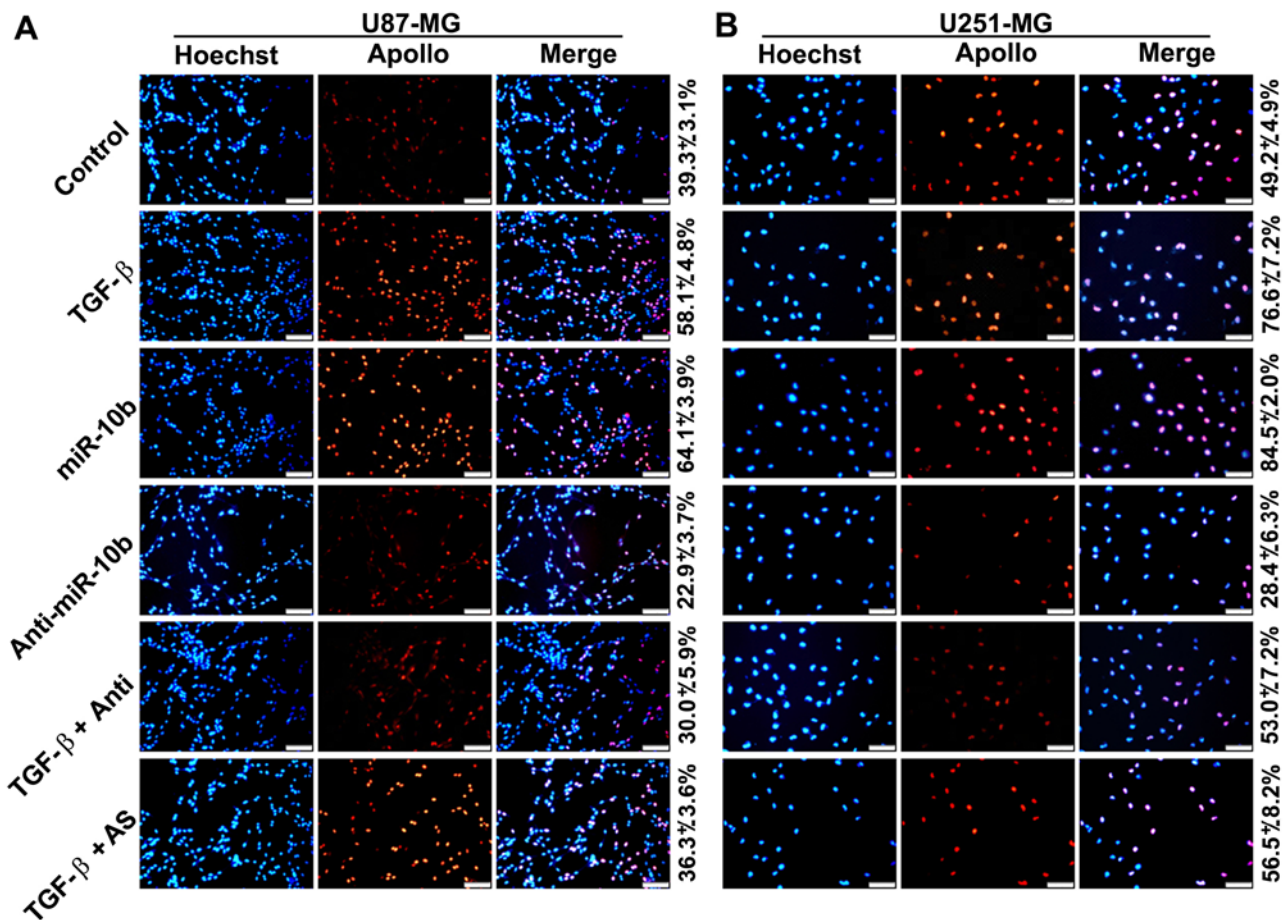 A
U87-MG
Hoechst
Apollo
Merge
B
U251-MG
Hoechst
Apollo
Merge
Control
39.3+/.3.1%
49.2+/.4.9%
TGF-β
58.1+/.4.8%
76.6+/.7.2%
miR-10b
64.1+/.3.9%
84.5+/.2.0%
Anti-miR-10b
22.9+/.3.7%
28.4+/.6.3%
TGF-β + Anti
30.0+/.5.9%
53.0+/.7.2%
TGF-β +AS
36.3+/.3.6%
56.5+/.8.2%